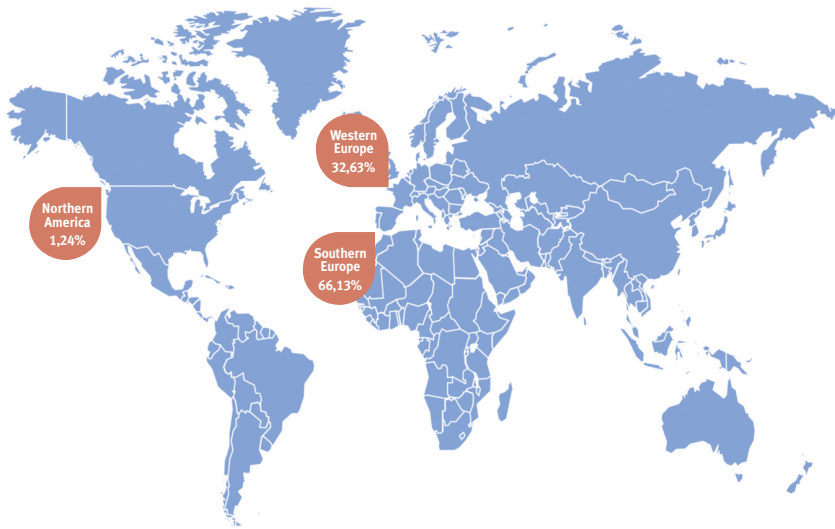 Western
Europe
32,63%
Northern
America
1,24%
Southern
Europe
66,13%